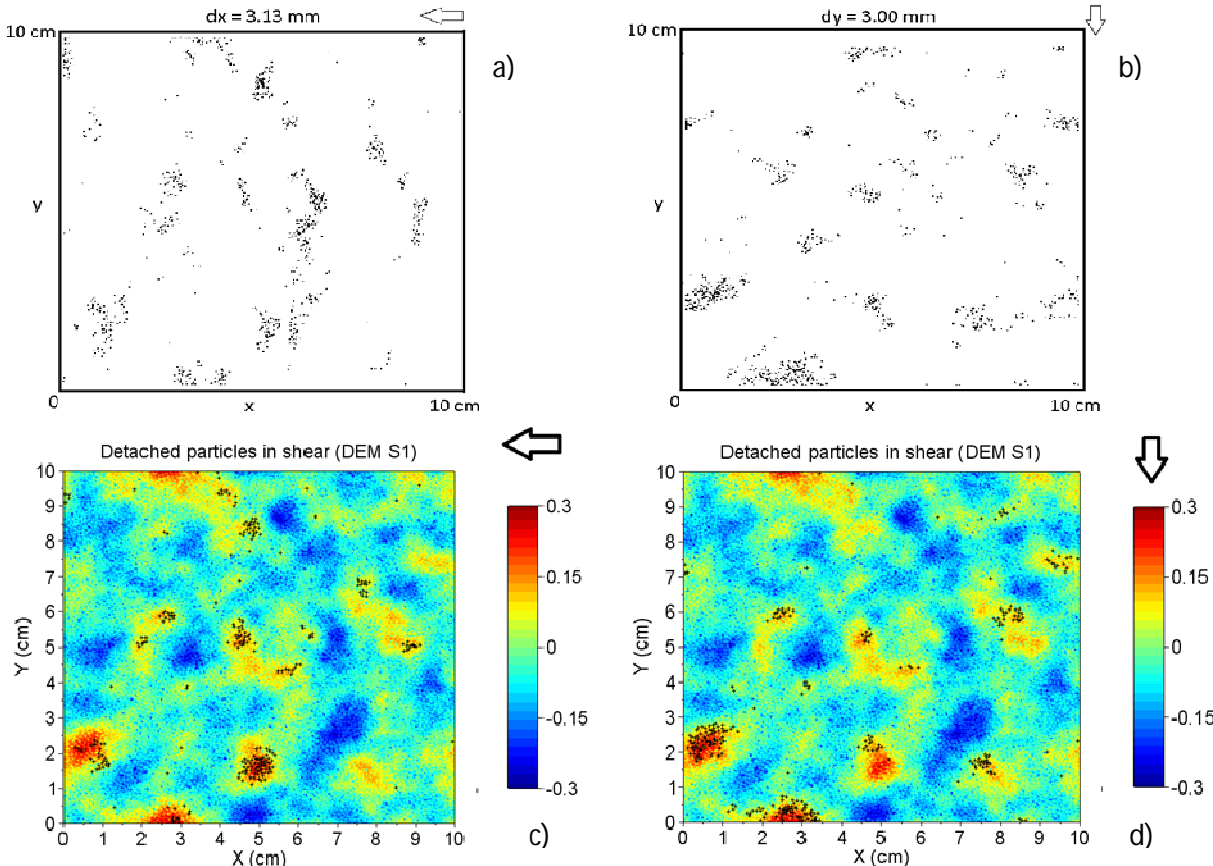 dx = 3.13 mm
10 cm
a)
y
0
x
10 cm
dy = 3.00 mm
10 cm
b)
y
0
x
10 cm
Detached particles in shear (DEM S1)
10
9
8
7
6
5
4
3
2
1
0
Y (cm)
0 1 2 3 4 5 6 7 8 9 10
X (cm)
0.3
0.15
0
-0.15
-0.3
c)
Detached particles in shear (DEM S1)
10
9
8
7
6
5
4
3
2
1
0
Y (cm)
0 1 2 3 4 5 6 7 8 9 10
X (cm)
0.3
0.15
0
-0.15
-0.3
d)